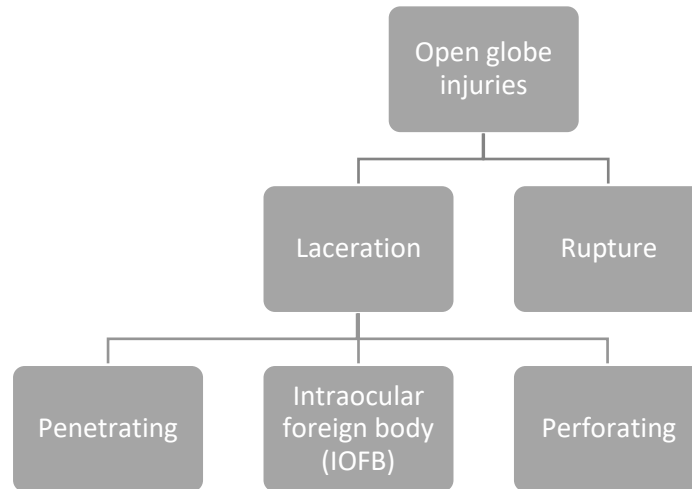 Open globe
injuries
Laceration
Rupture
Penetrating
Intraocular
foreign body
(IOFB)
Perforating